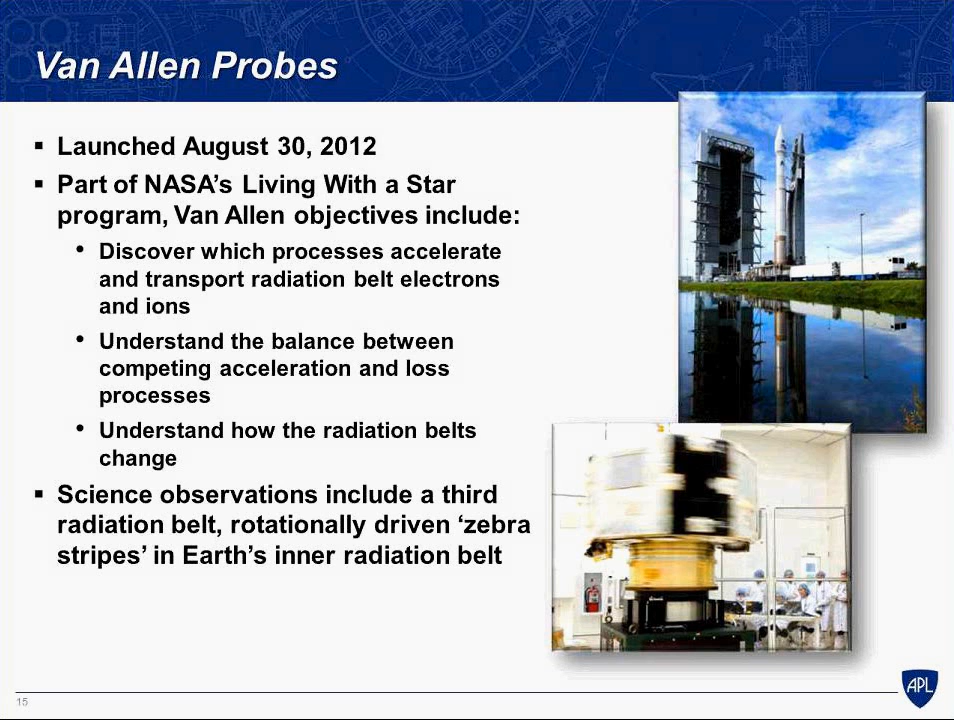 Van Allen Probes
▪ Launched August 30, 2012
▪ Part of NASA’s Living With a Star
program, Van Allen objectives include:
• Discover which processes accelerate
and transport radiation belt electrons
and ions
• Understand the balance between
competing acceleration and loss
processes
• Understand how the radiation belts
change
▪ Science observations include a third
radiation belt, rotationally driven ‘zebra
stripes’ in Earth’s inner radiation belt
15
APL